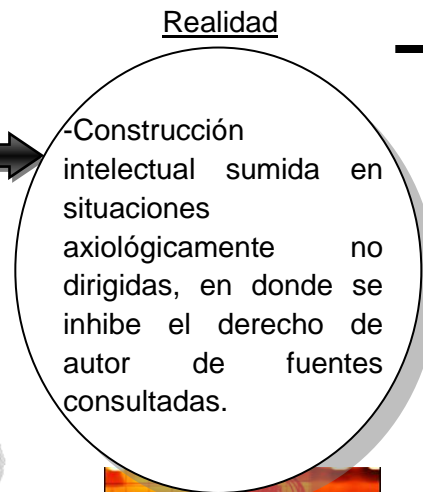 Realidad
-Construcción
intelectual sumida en
situaciones
axiológicamente no
dirigidas, en donde se
inhibe el derecho de
autor de fuentes
consultadas.